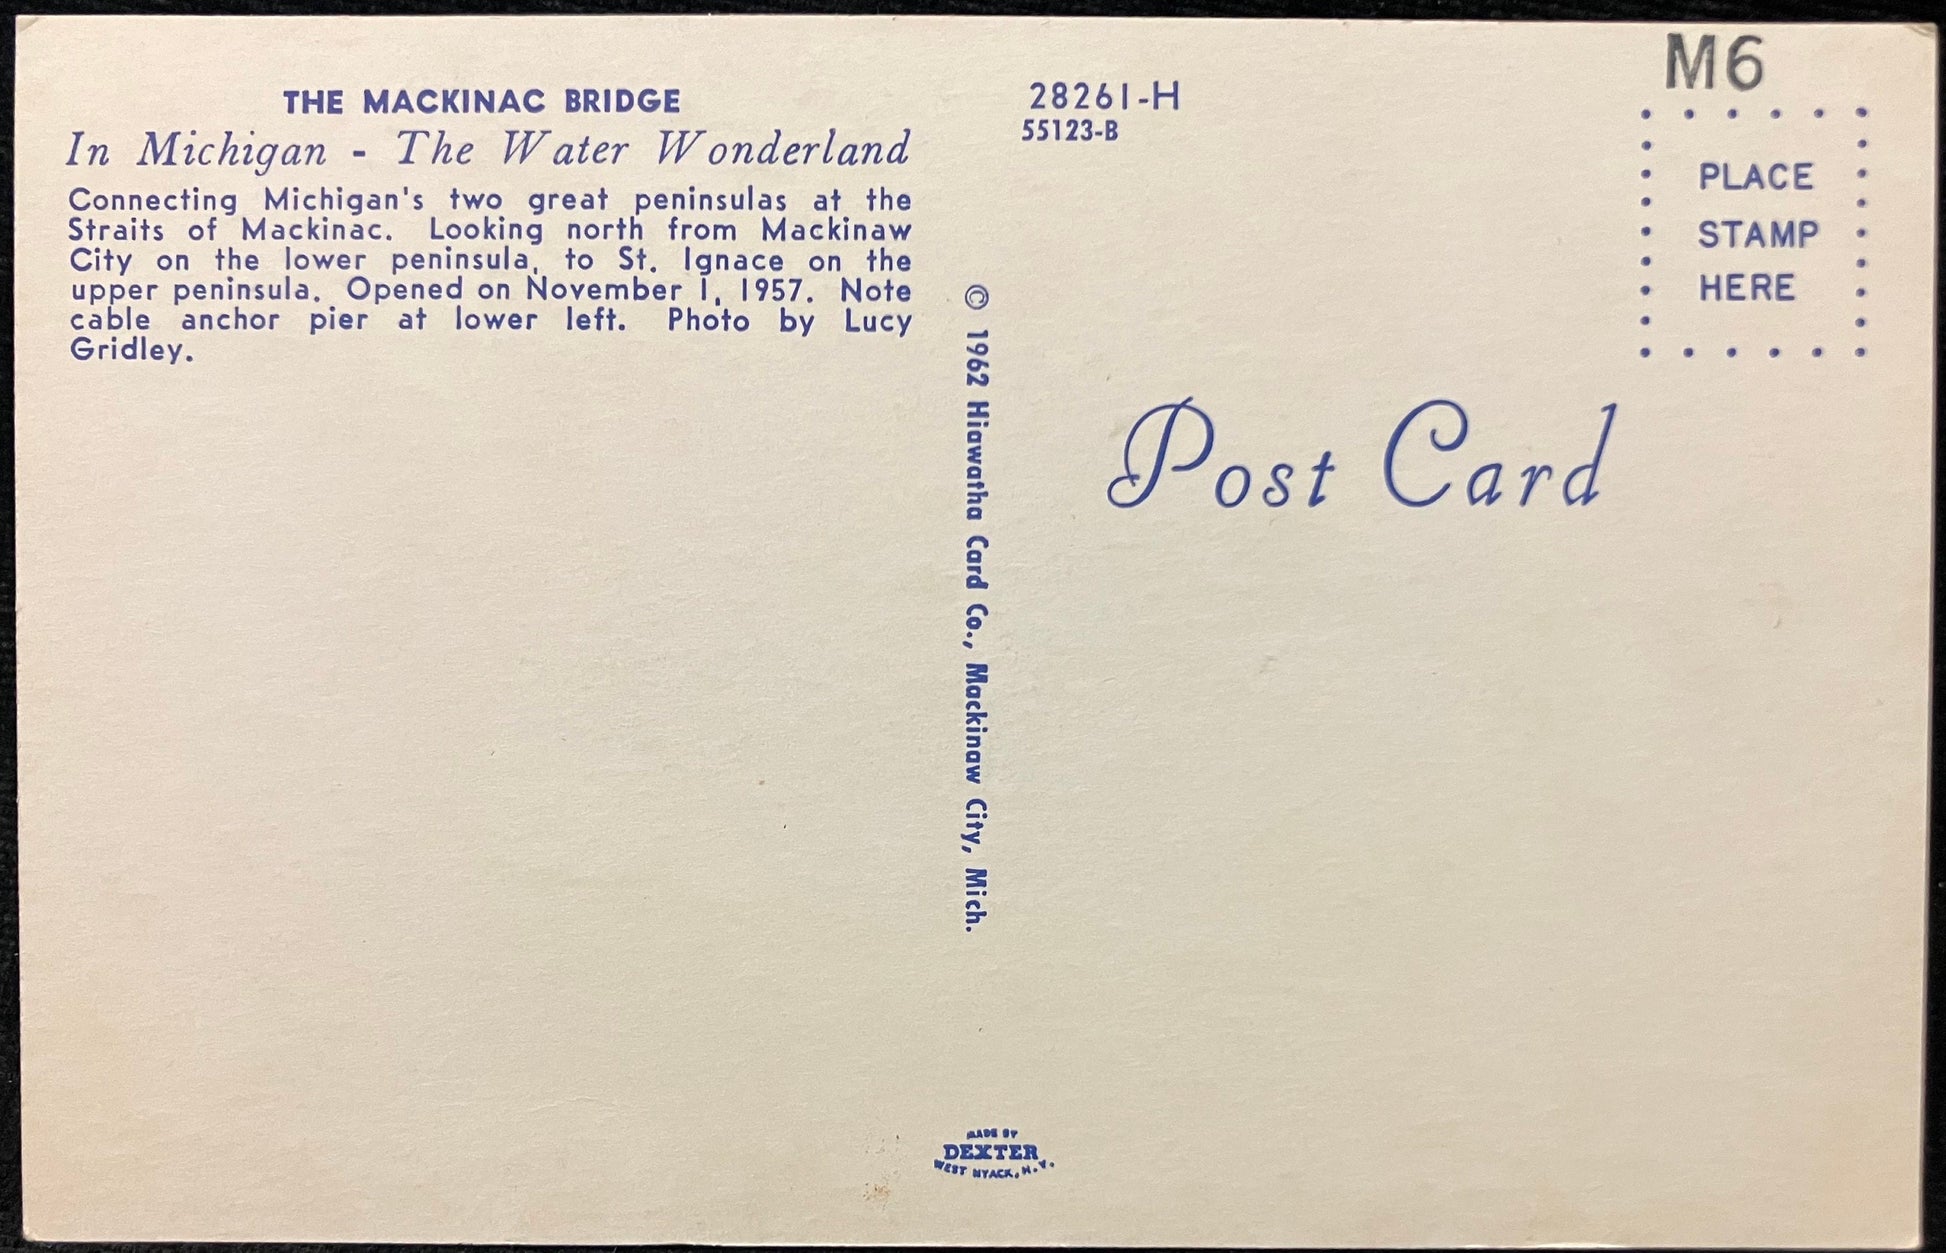 THE MACKINAC BRIDGE
In Michigan - The Water Wonderland
Connecting Michigan's two great peninsulas at the
Straits of Mackinac. Looking north from Mackinaw
City on the lower peninsula, to St. Ignace on the
upper peninsula. Opened on November 1, 1957. Note
cable anchor pier at lower left. Photo by Lucy
Gridley.
© 1962 Hiawatha Card Co., Mackinaw City, Mich.
MADE BY
DEXTER
WEST NYACK, N.Y.
28261-H
55123-B
M6
PLACE
STAMP
HERE
Post Card